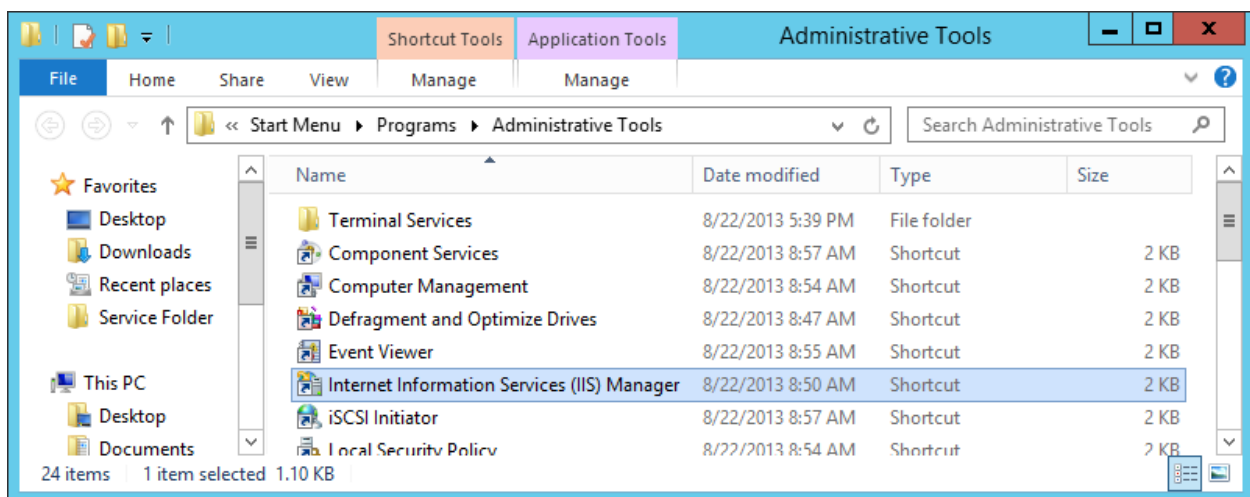 Shortcut Tools Application Tools Administrative Tools
File Home Share View Manage Manage
« Start Menu Programs Administrative Tools Search Administrative Tools
Favorites
Desktop
Downloads
Recent places
Service Folder
This PC
Desktop
Documents
Name Date modified Type Size
Terminal Services 8/22/2013 5:39 PM File folder
Component Services 8/22/2013 8:57 AM Shortcut 2 KB
Computer Management 8/22/2013 8:54 AM Shortcut 2 KB
Defragment and Optimize Drives 8/22/2013 8:47 AM Shortcut 2 KB
Event Viewer 8/22/2013 8:55 AM Shortcut 2 KB
Internet Information Services (IIS) Manager 8/22/2013 8:50 AM Shortcut 2 KB
iSCSI Initiator 8/22/2013 8:57 AM Shortcut 2 KB
Local Security Policy 8/22/2013 8:54 AM Shortcut 2 KB
24 items 1 item selected 1.10 KB